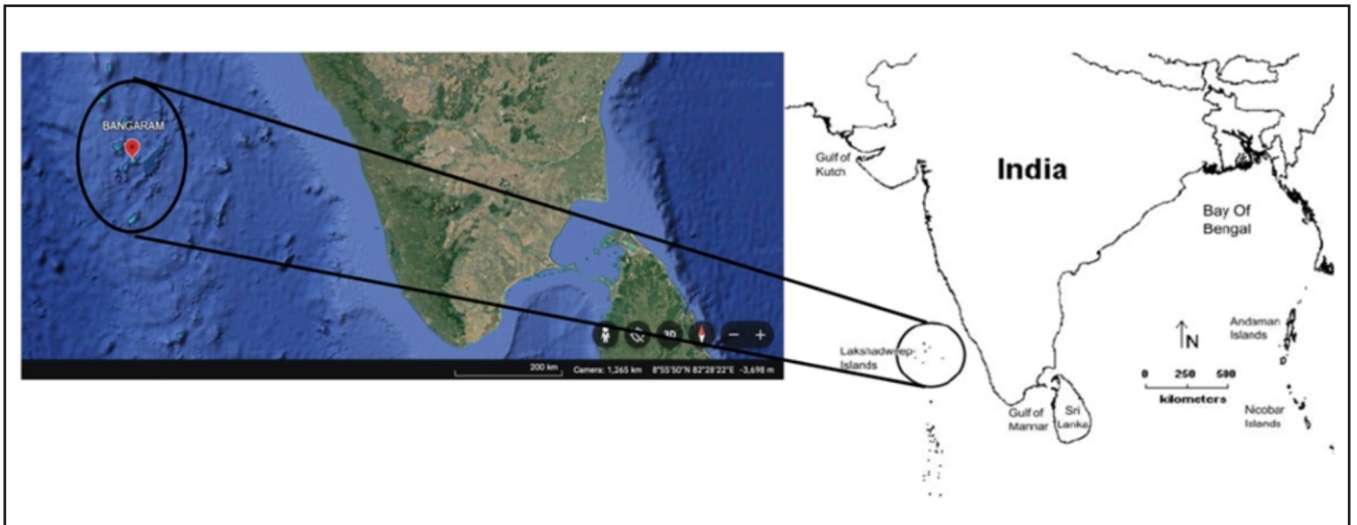 BANGARAM
3D
200 km
Camera: 1,265 km 8°55'50"N 82°28'22"E -3,698 m
Gulf of
Kutch
India
Bay Of
Bengal
Lakshadweep
Islands
Andaman
Islands
N
0 250 500
kilometers
Gulf of
Mannar
Sri
Lanka
Nicobar
Islands